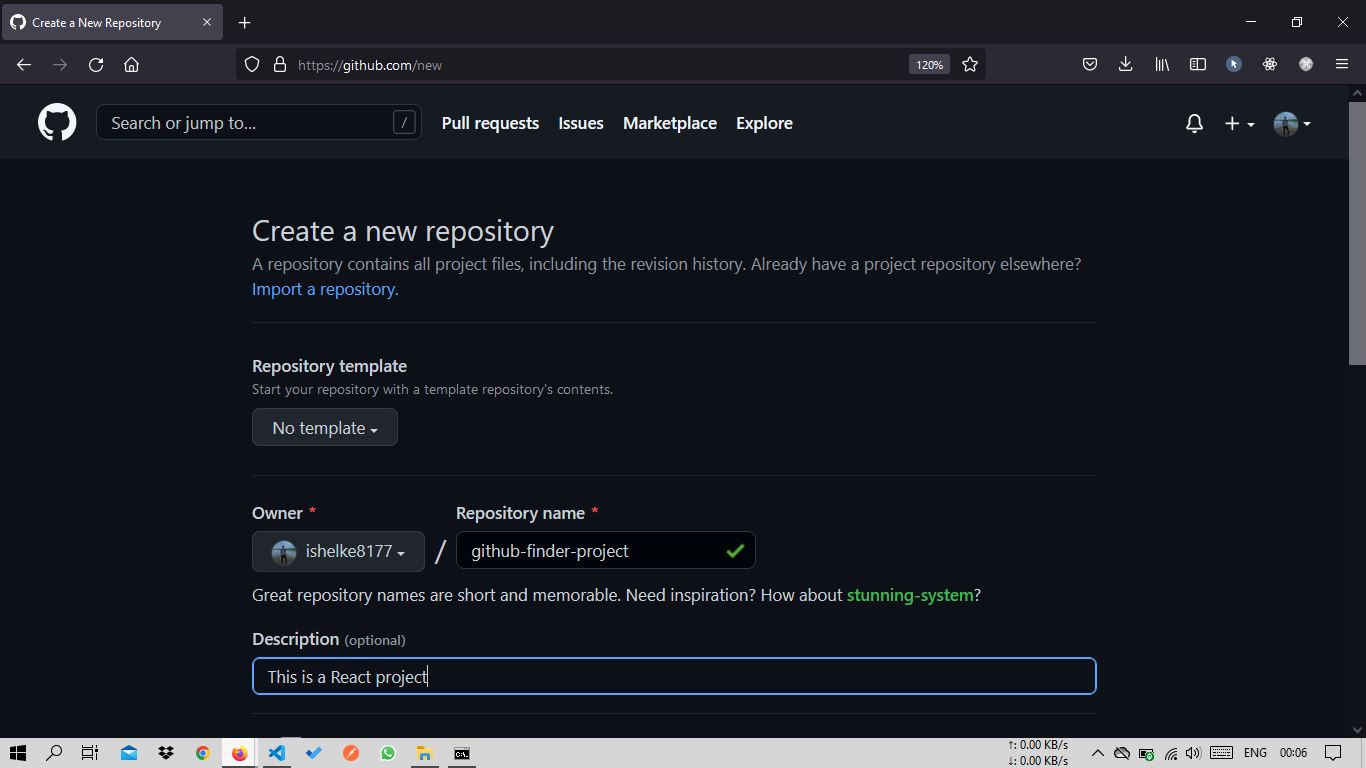 Create a New Repository
https://github.com/new
120%
Search or jump to...
/
Pull requests
Issues
Marketplace
Explore
Create a new repository
A repository contains all project files, including the revision history. Already have a project repository elsewhere?
Import a repository.
Repository template
Start your repository with a template repository's contents.
No template
Owner *
Repository name *
ishelke8177
/
github-finder-project
Great repository names are short and memorable. Need inspiration? How about stunning-system?
Description (optional)
This is a React project
↑: 0.00 KB/s
↓: 0.00 KB/s
ENG
00:06